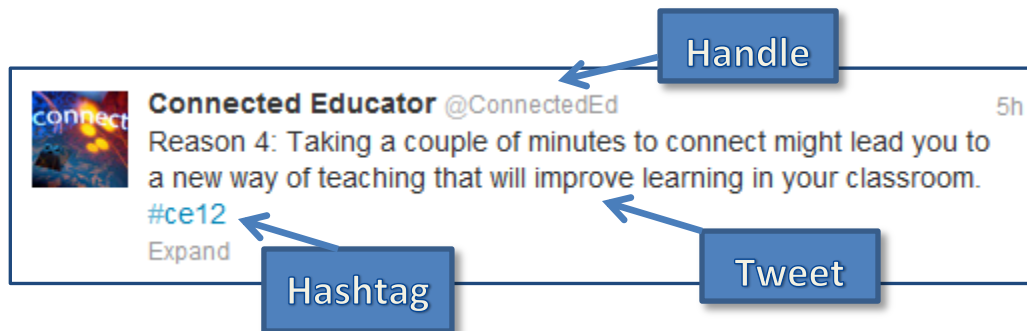 Handle
connect
Connected Educator @ConnectedEd 5h
Reason 4: Taking a couple of minutes to connect might lead you to
a new way of teaching that will improve learning in your classroom.
#ce12
Expand
Hashtag
Tweet